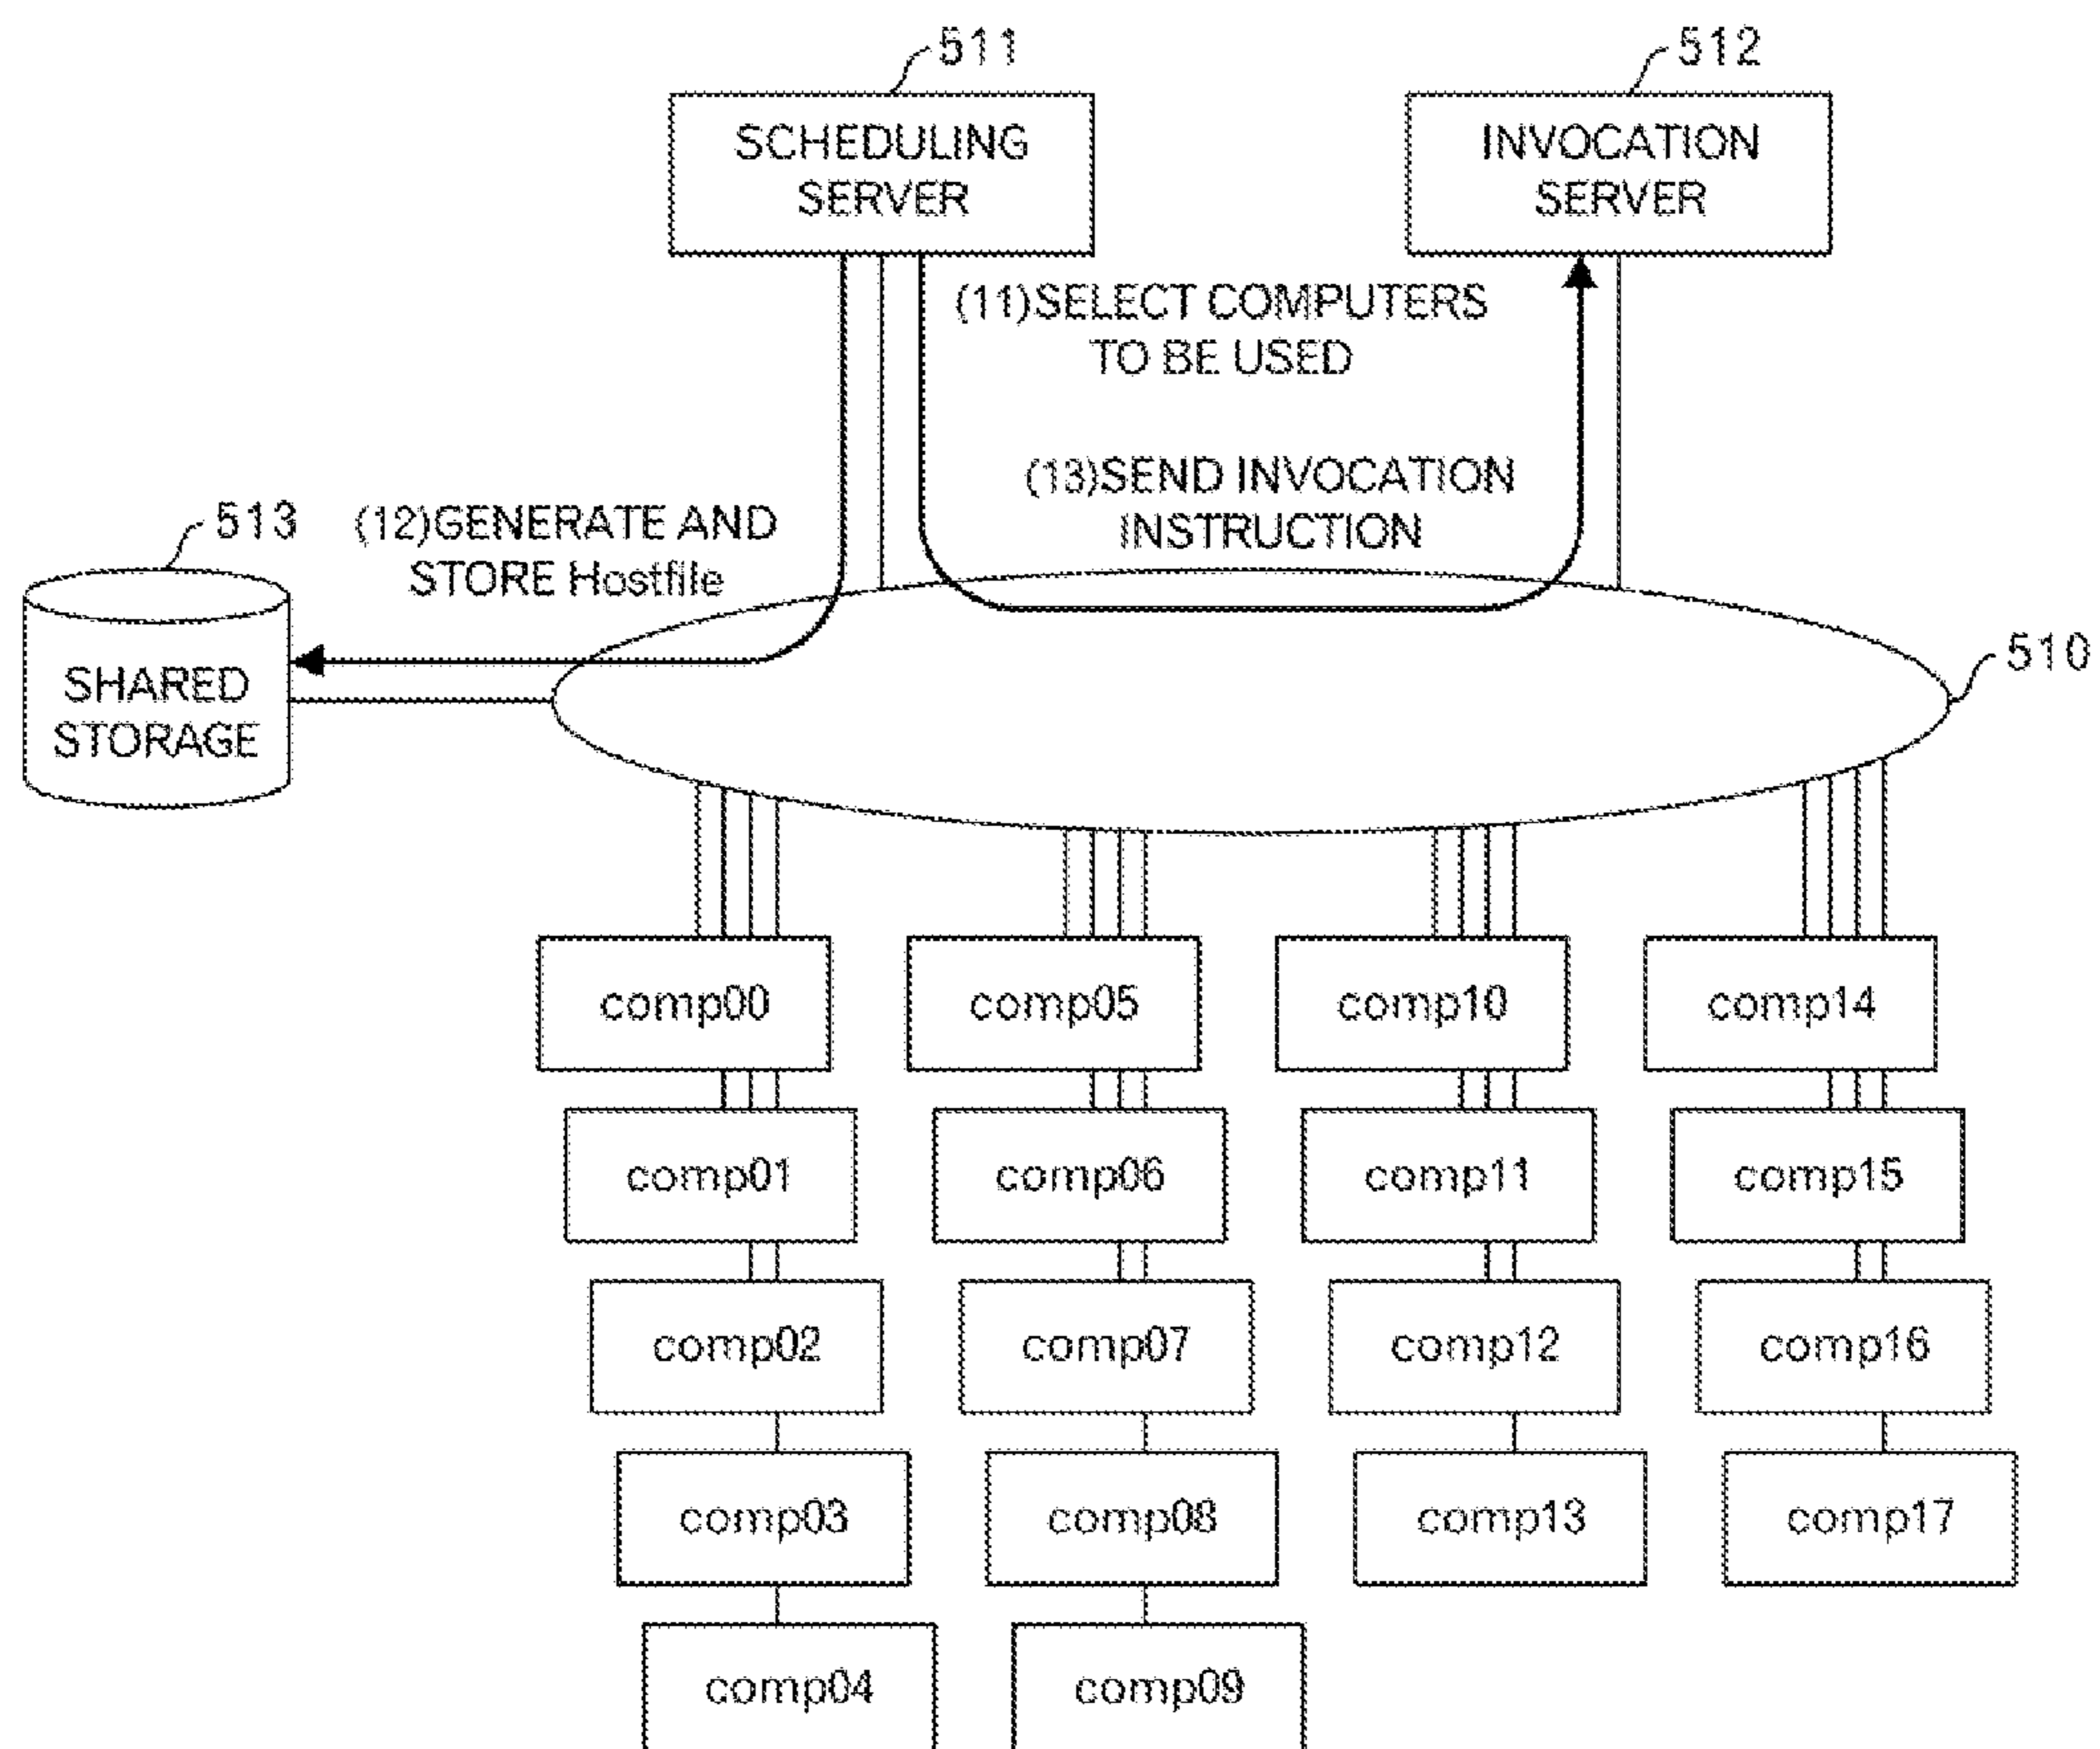 511
512
SCHEDULING
SERVER
INVOCATION
SERVER
(11)SELECT COMPUTERS
TO BE USED
(13)SEND INVOCATION
INSTRUCTION
513
(12)GENERATE AND
STORE Hostfile
SHARED
STORAGE
510
comp00
comp05
comp10
comp14
comp01
comp06
comp11
comp15
comp02
comp07
comp12
comp16
comp03
comp08
comp13
comp17
comp04
comp09